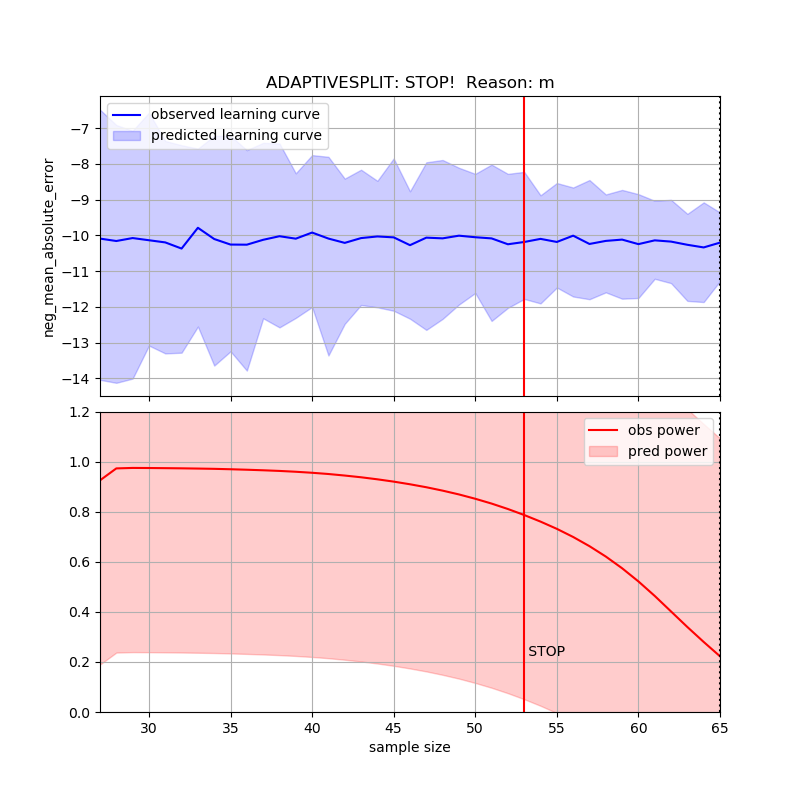 ADAPTIVESPLIT: STOP!  Reason: m
observed learning curve
predicted learning curve
neg_mean_absolute_error
−7
−8
−9
−10
−11
−12
−13
−14
obs power
pred power
1.2
1.0
0.8
0.6
0.4
0.2
0.0
STOP
30 35 40 45 50 55 60 65
sample size